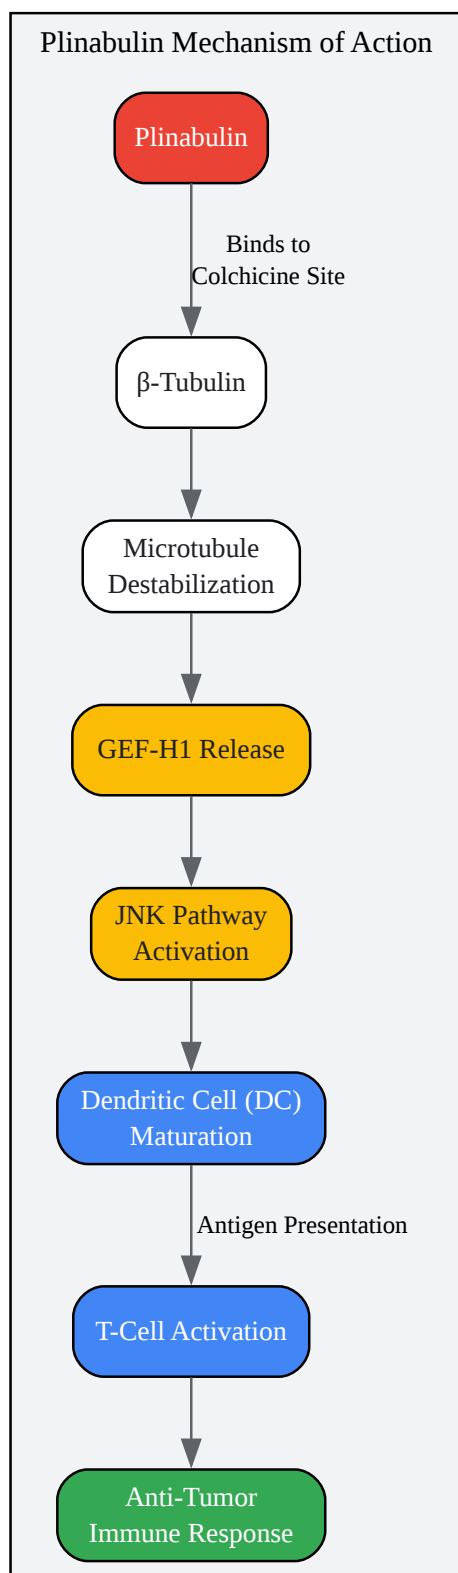 Plinabulin Mechanism of Action
Plinabulin
Binds to
Colchicine Site
β-Tubulin
Microtubule
Destabilization
GEF-H1 Release
JNK Pathway
Activation
Dendritic Cell (DC)
Maturation
Antigen Presentation
T-Cell Activation
Anti-Tumor
Immune Response